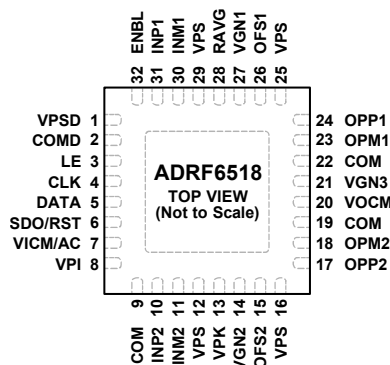 32 ENBL
31 INP1
30 INM1
29 VPS
28 RAVG
27 VGN1
26 OFS1
25 VPS
VPSD 1
COMD 2
LE 3
CLK 4
DATA 5
SDO/RST 6
VICM/AC 7
VPI 8
ADRF6518
TOP VIEW
(Not to Scale)
24 OPP1
23 OPM1
22 COM
21 VGN3
20 VOCM
19 COM
18 OPM2
17 OPP2
COM 9
INP2 10
INM2 11
VPS 12
VPK 13
VGN2 14
OFS2 15
VPS 16